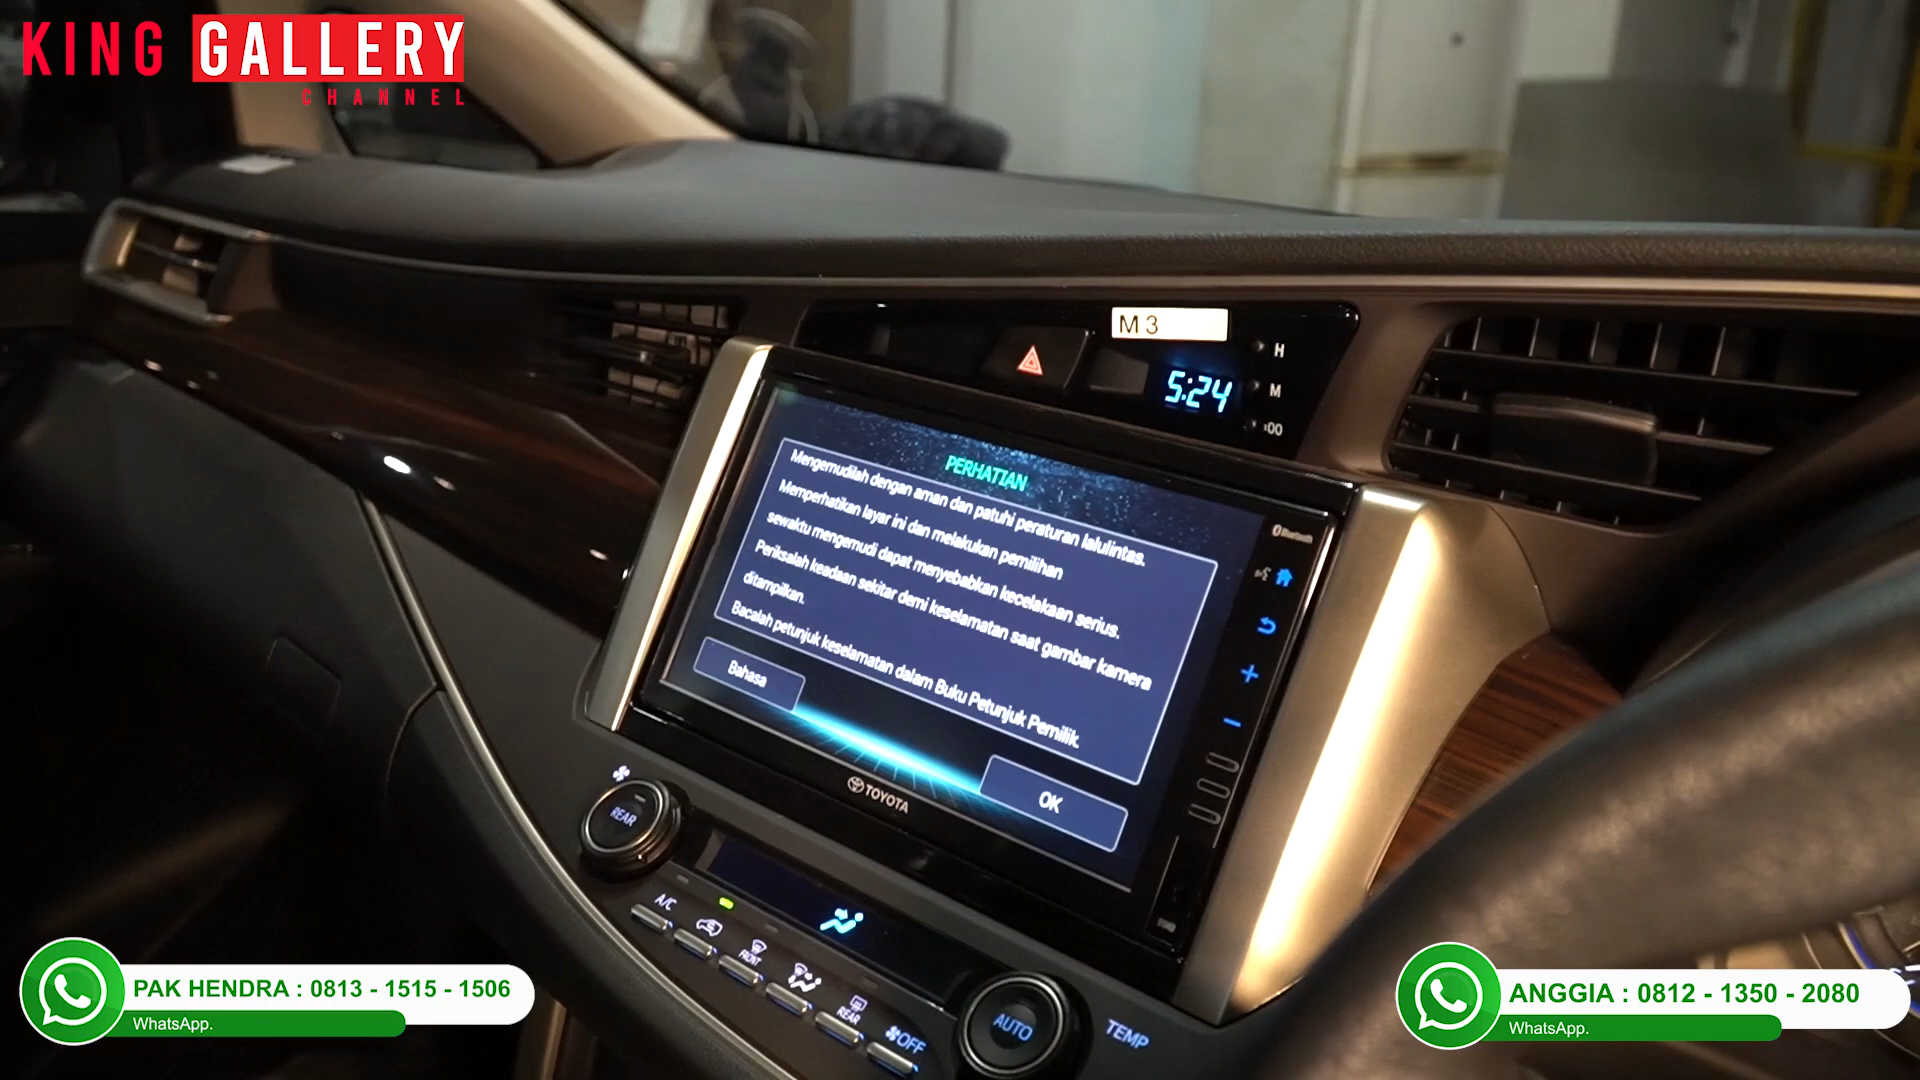 KING GALLERY
CHANNEL
M 3
5:24
H
M
:00
PERHATIAN
Mengemudilah dengan aman dan patuhi peraturan lalulintas.
Memperhatikan layar ini dan melakukan pemilihan
sewaktu mengemudi dapat menyebabkan kecelakaan serius.
Periksalah keadaan sekitar demi keselamatan saat gambar kamera
ditampilkan.
Bacalah petunjuk keselamatan dalam Buku Petunjuk Pemilik.
Bahasa
OK
Bluetooth
TOYOTA
REAR
A/C
FRONT
REAR
OFF
AUTO
TEMP
PAK HENDRA : 0813 - 1515 - 1506
WhatsApp.
ANGGIA : 0812 - 1350 - 2080
WhatsApp.